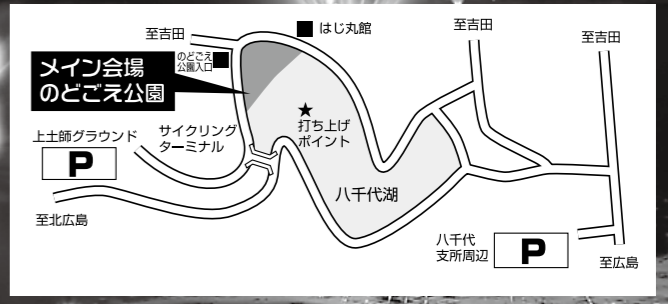 至吉田
はじ丸館
至吉田
至吉田
のどごえ
公園入口
メイン会場
のどごえ公園
打ち上げ
ポイント
上土師グラウンド
P
サイクリング
ターミナル
八千代湖
至北広島
八千代
支所周辺
P
至広島